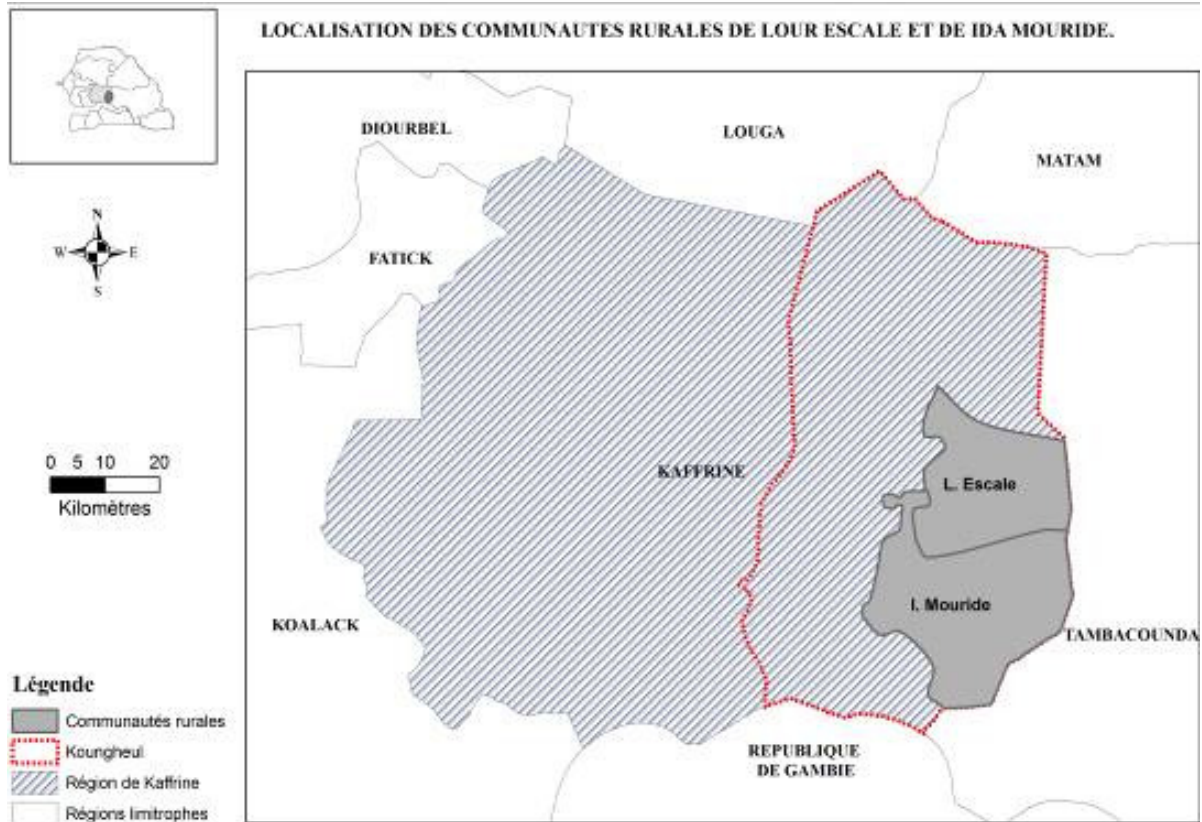 LOCALISATION DES COMMUNAUTES RURALES DE LOUR ESCALE ET DE IDA MOURIDE.
DIOURBEL
LOUGA
MATAM
N
W E
S
FATICK
0 5 10 20
Kilomètres
KAFFRINE
L. Escale
I. Mouride
KOALACK
TAMBACOUNDA
REPUBLIQUE
DE GAMBIE
Légende
Communautés rurales
Koungheul
Région de Kaffrine
Régions limitrophes